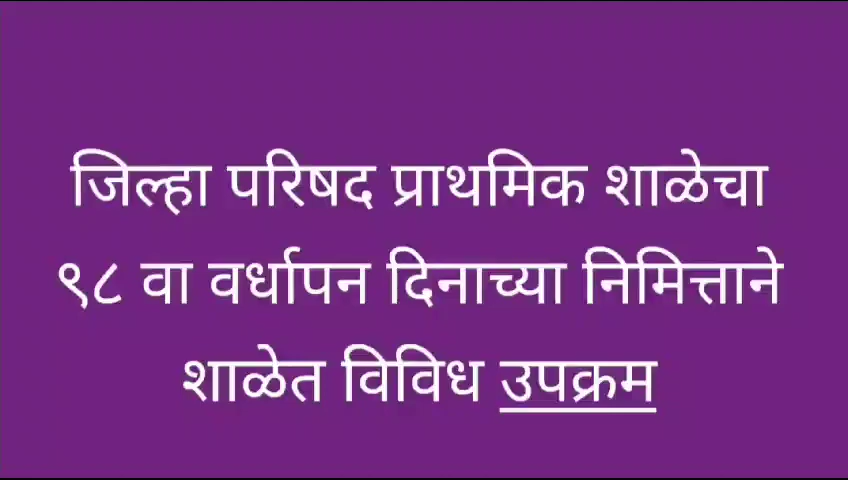 जिल्हा परिषद प्राथमिक शाळेचा
९८ वा वर्धापन दिनाच्या निमित्ताने
शाळेत विविध उपक्रम